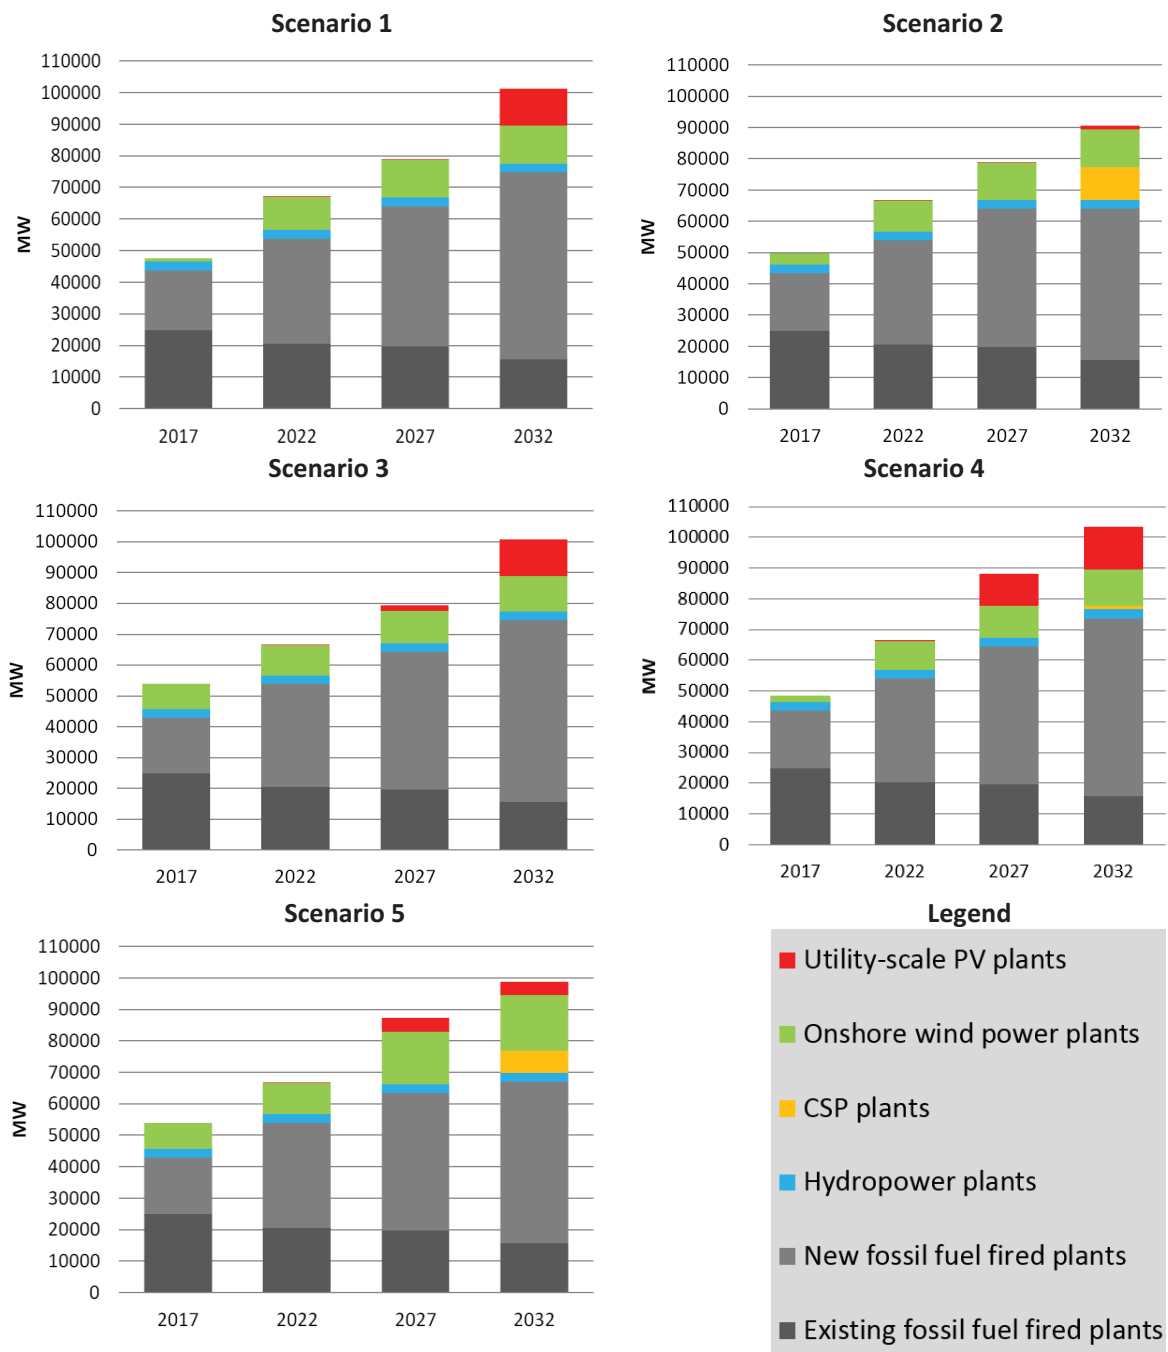 Scenario 1
MW
110000
100000
90000
80000
70000
60000
50000
40000
30000
20000
10000
0
2017 2022 2027 2032
Scenario 2
MW
110000
100000
90000
80000
70000
60000
50000
40000
30000
20000
10000
0
2017 2022 2027 2032
Scenario 3
MW
110000
100000
90000
80000
70000
60000
50000
40000
30000
20000
10000
0
2017 2022 2027 2032
Scenario 4
MW
110000
100000
90000
80000
70000
60000
50000
40000
30000
20000
10000
0
2017 2022 2027 2032
Scenario 5
MW
110000
100000
90000
80000
70000
60000
50000
40000
30000
20000
10000
0
2017 2022 2027 2032
Legend
Utility-scale PV plants
Onshore wind power plants
CSP plants
Hydropower plants
New fossil fuel fired plants
Existing fossil fuel fired plants